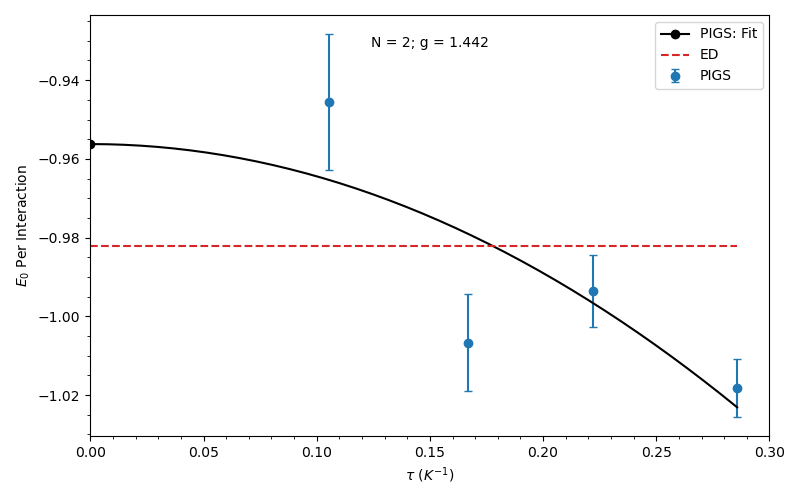 N = 2; g = 1.442
PIGS: Fit
ED
PIGS
E₀ Per Interaction
−0.94
−0.96
−0.98
−1.00
−1.02
0.00 0.05 0.10 0.15 0.20 0.25 0.30
τ (K⁻¹)